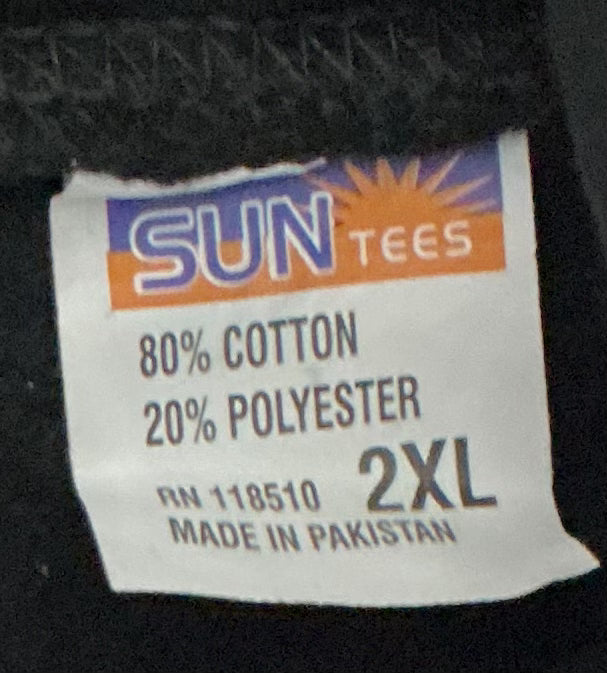 SUN TEES
80% COTTON
20% POLYESTER
RN 118510 2XL
MADE IN PAKISTAN